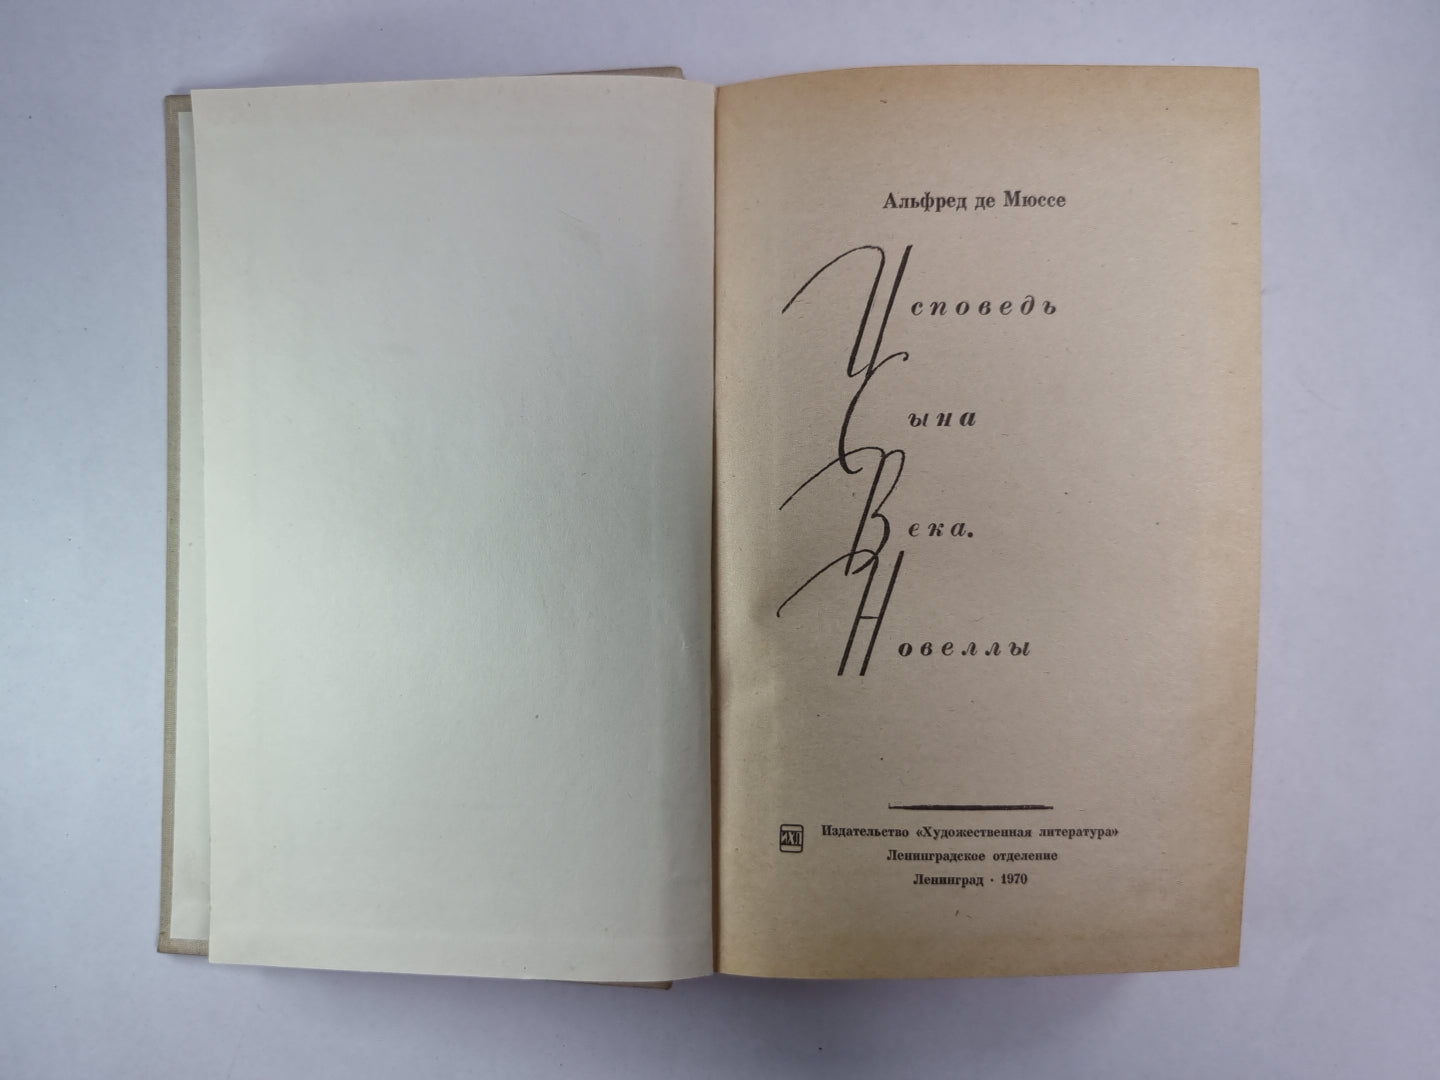 Альфред де Мюссе
Исповедь
Сына
Века.
Новеллы
Издательство «Художественная литература»
Ленинградское отделение
Ленинград · 1970